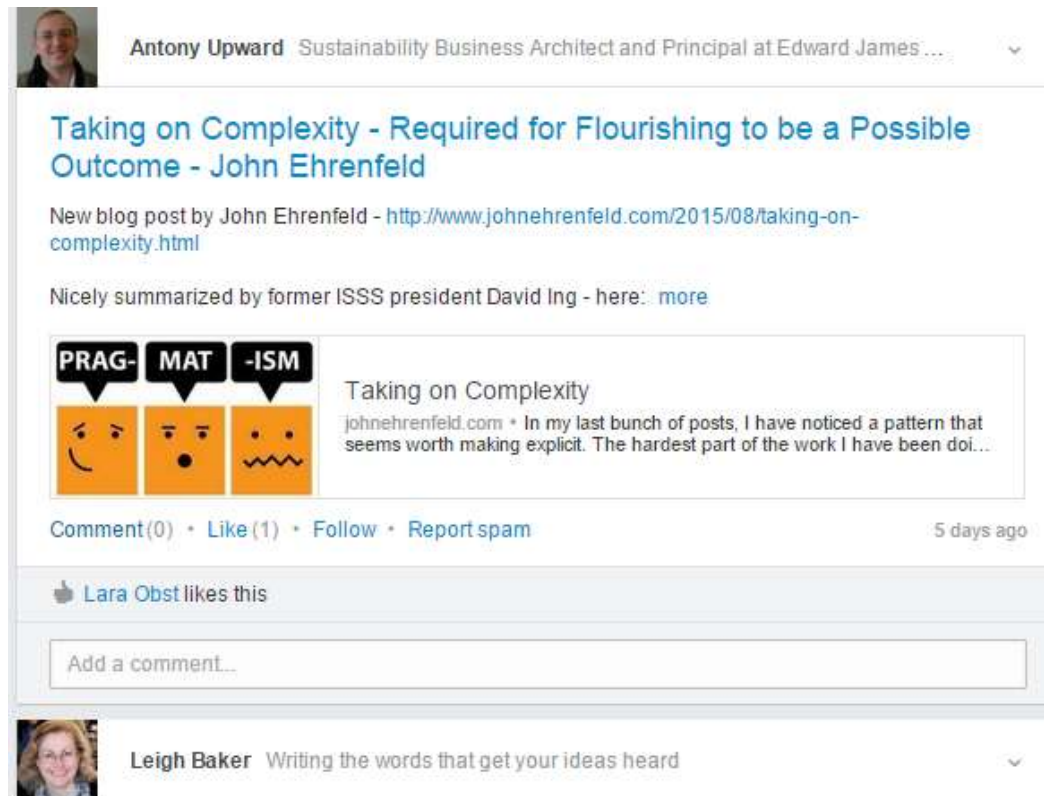 Antony Upward Sustainability Business Architect and Principal at Edward James ...
Taking on Complexity - Required for Flourishing to be a Possible
Outcome - John Ehrenfeld
New blog post by John Ehrenfeld - http://www.johnehrenfeld.com/2015/08/taking-on-
complexity.html
Nicely summarized by former ISSS president David Ing - here: more
PRAG- MAT -ISM
Taking on Complexity
johnehrenfeld.com • In my last bunch of posts, I have noticed a pattern that
seems worth making explicit. The hardest part of the work I have been doi...
Comment (0) • Like (1) • Follow • Report spam 5 days ago
Lara Obst likes this
Add a comment...
Leigh Baker Writing the words that get your ideas heard